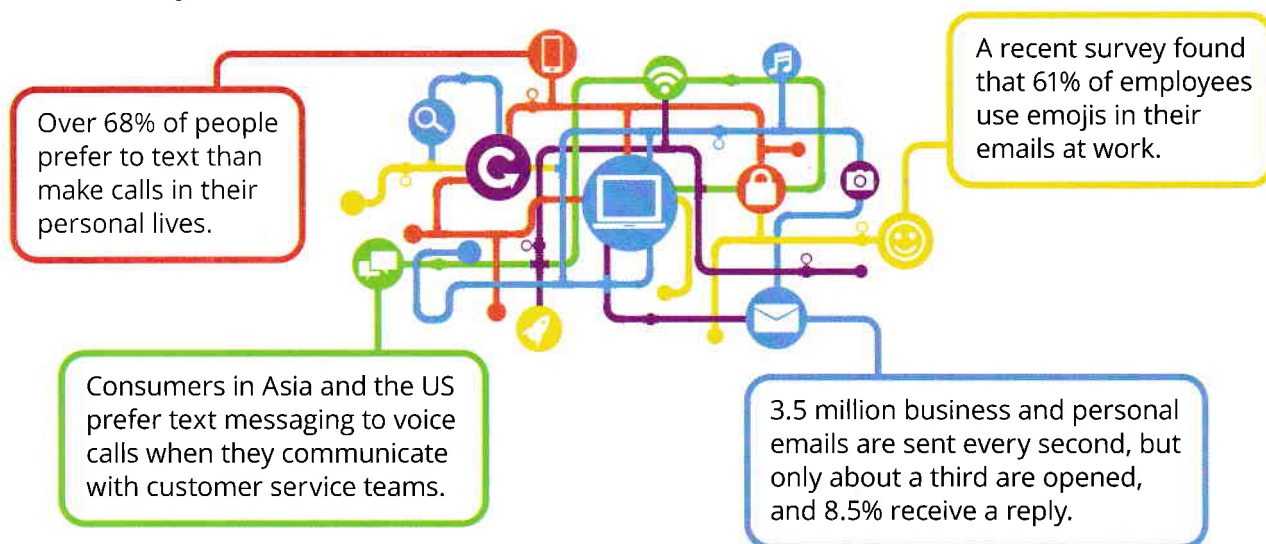 Over 68% of people
prefer to text than
make calls in their
personal lives.
A recent survey found
that 61% of employees
use emojis in their
emails at work.
Consumers in Asia and the US
prefer text messaging to voice
calls when they communicate
with customer service teams.
3.5 million business and personal
emails are sent every second, but
only about a third are opened,
and 8.5% receive a reply.